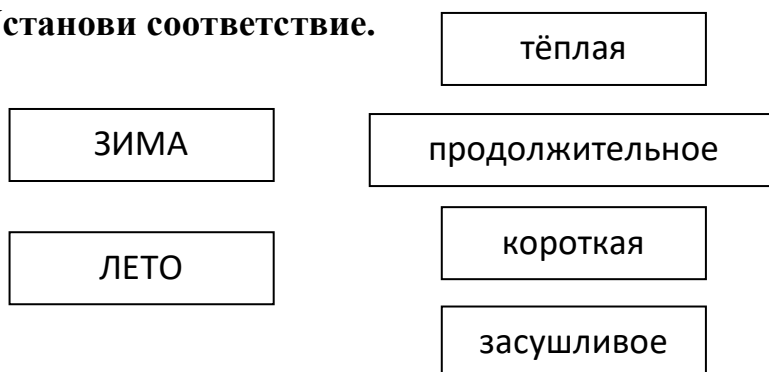 станови соответствие.
тёплая
ЗИМА
продолжительное
короткая
ЛЕТО
засушливое